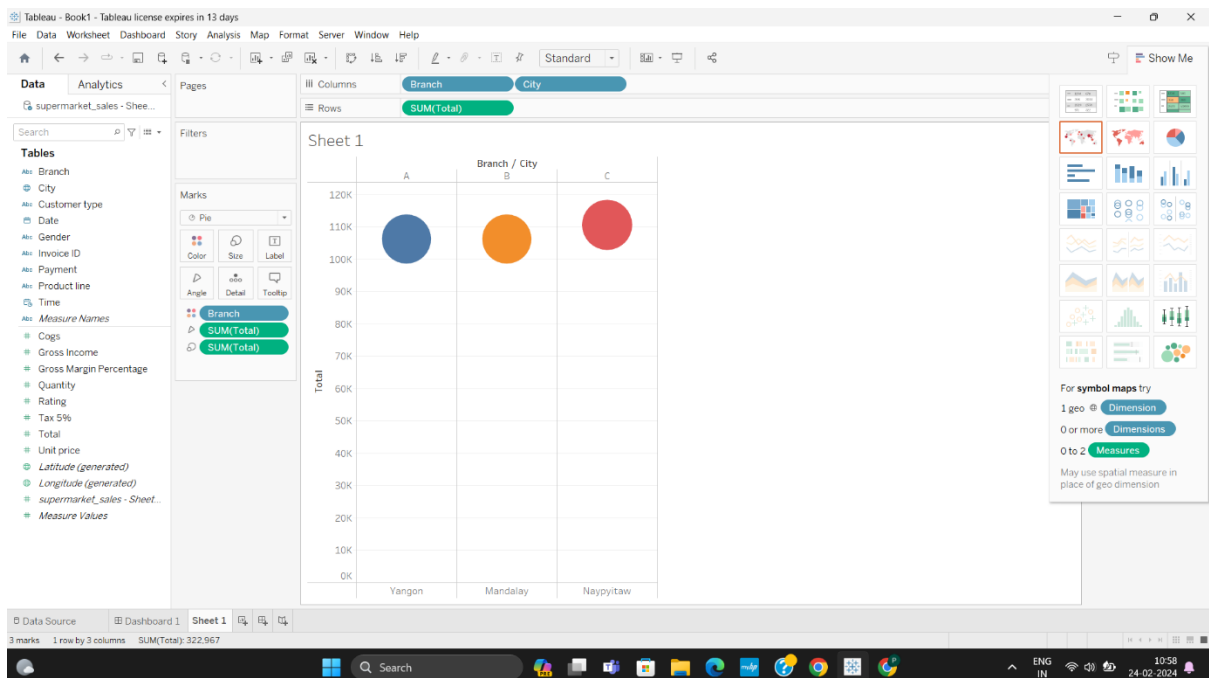 Tableau - Book1 - Tableau license expires in 13 days
File Data Worksheet Dashboard Story Analysis Map Format Server Window Help
Standard
Show Me
Data Analytics
supermarket_sales - Shee...
Search
Tables
Abc Branch
City
Abc Customer type
Date
Abc Gender
Abc Invoice ID
Abc Payment
Abc Product line
Time
Abc Measure Names
# Cogs
# Gross Income
# Gross Margin Percentage
# Quantity
# Rating
# Tax 5%
# Total
# Unit price
Latitude (generated)
Longitude (generated)
# supermarket_sales - Sheet...
# Measure Values
Pages
Filters
Marks
Pie
Color Size Label
Angle Detail Tooltip
Branch
SUM(Total)
SUM(Total)
Columns Branch City
Rows SUM(Total)
Sheet 1
Branch / City
A B C
120K
110K
100K
90K
80K
70K
60K
50K
40K
30K
20K
10K
0K
Total
Yangon Mandalay Naypyitaw
For symbol maps try
1 geo Dimension
0 or more Dimensions
0 to 2 Measures
May use spatial measure in
place of geo dimension
Data Source Dashboard 1 Sheet 1
3 marks 1 row by 3 columns SUM(Total): 322,967
Search
PRE
ENG
IN
10:58
24-02-2024